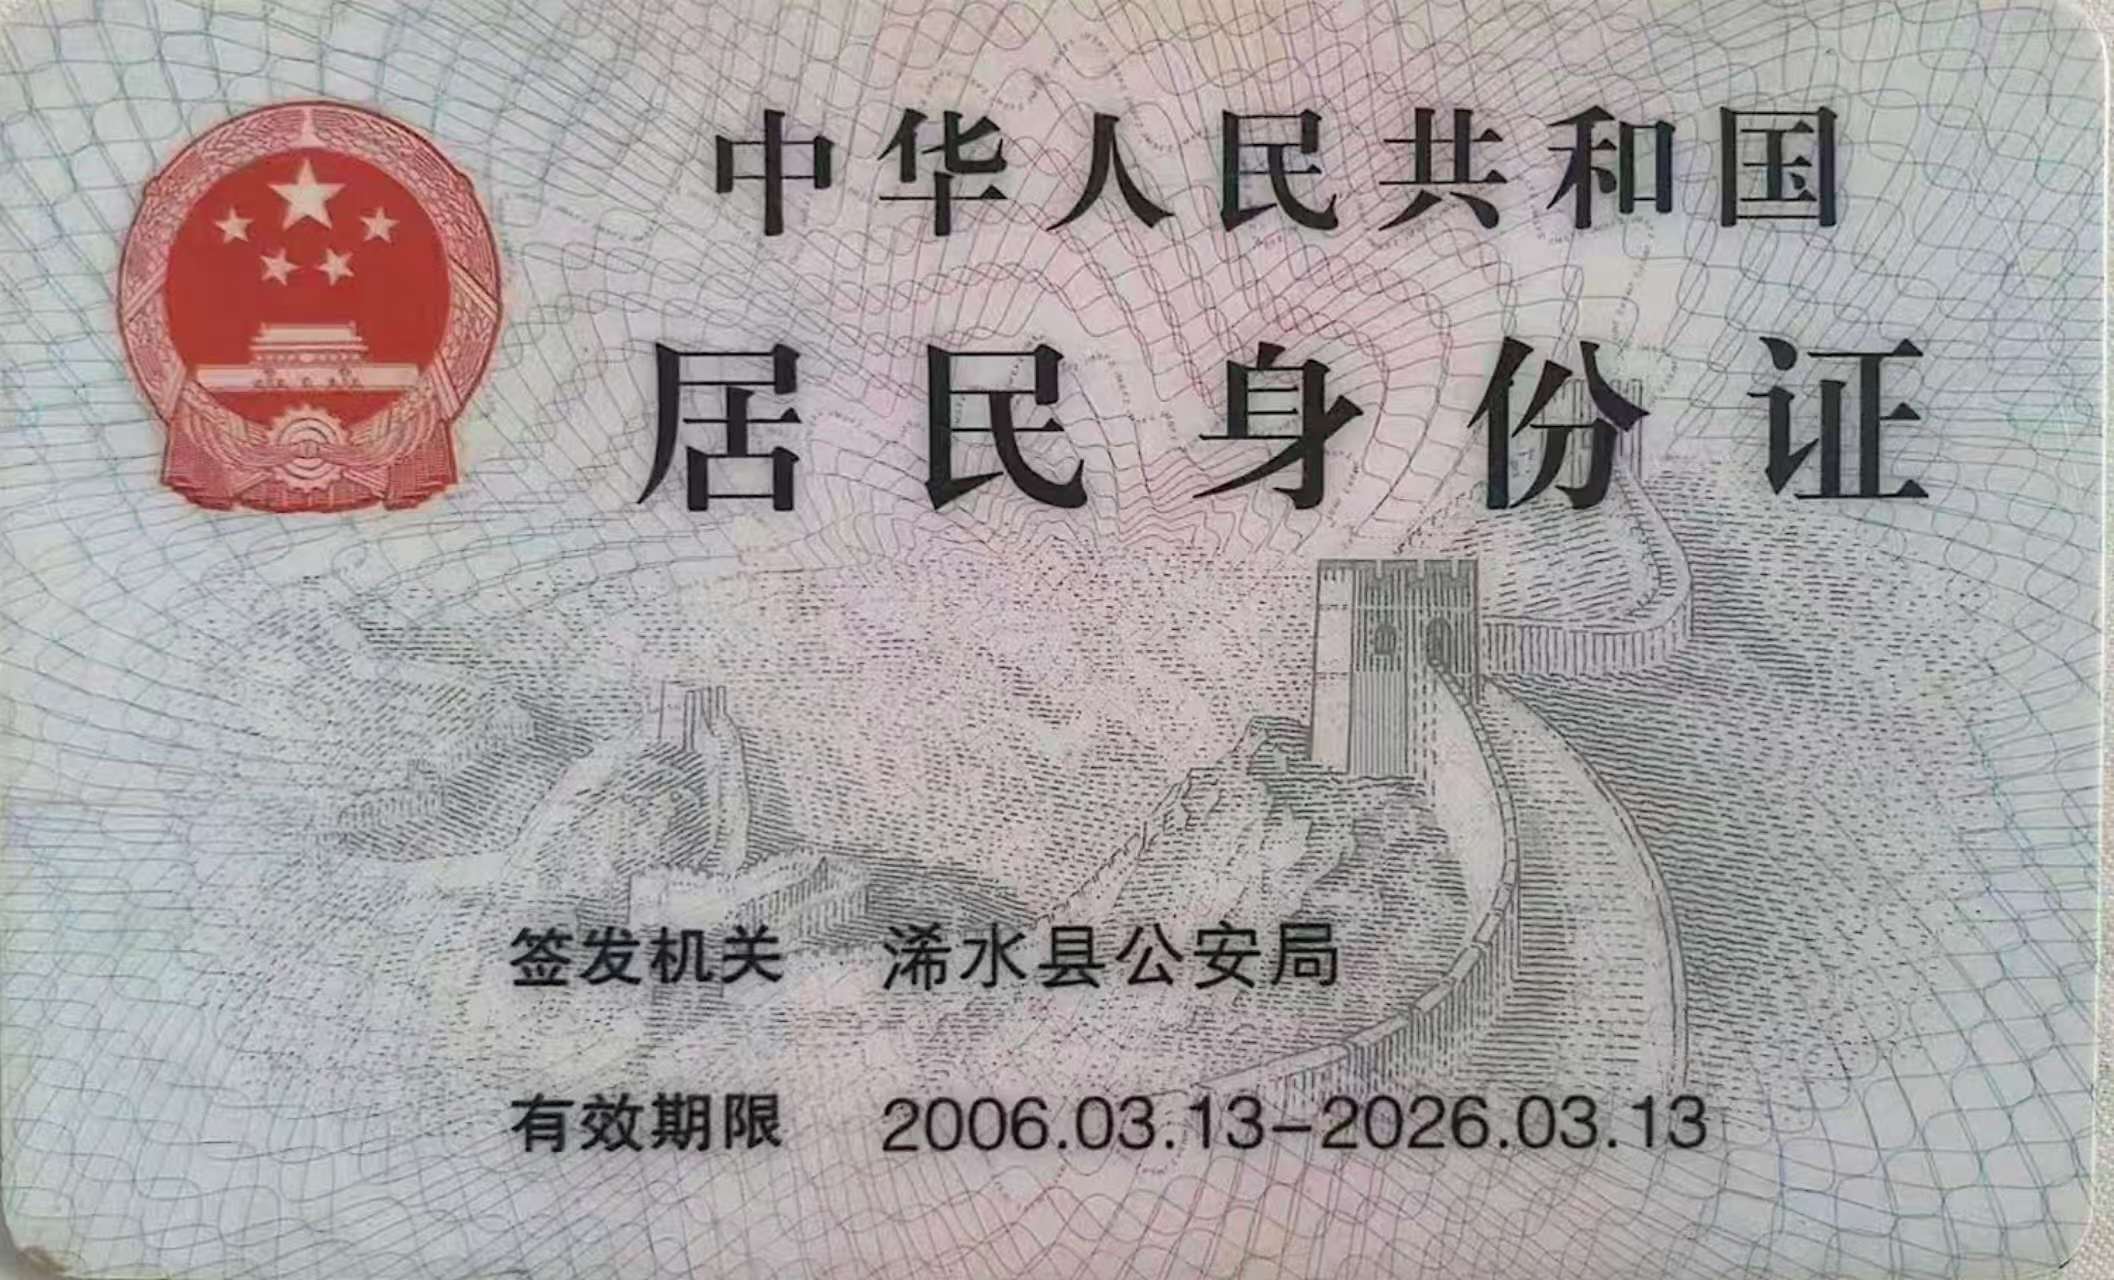 中华人民共和国
居民身份证
签发机关 浠水县公安局
有效期限 2006.03.13-2026.03.13